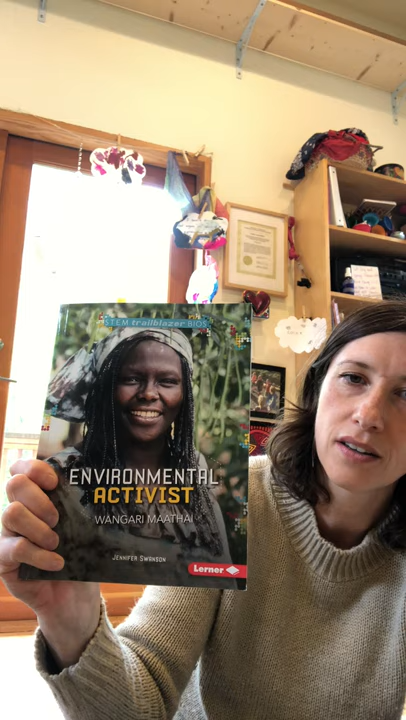 STEM trailblazer BIOS
ENVIRONMENTAL
ACTIVIST
WANGARI MAATHAI
JENNIFER SWANSON
Lerner